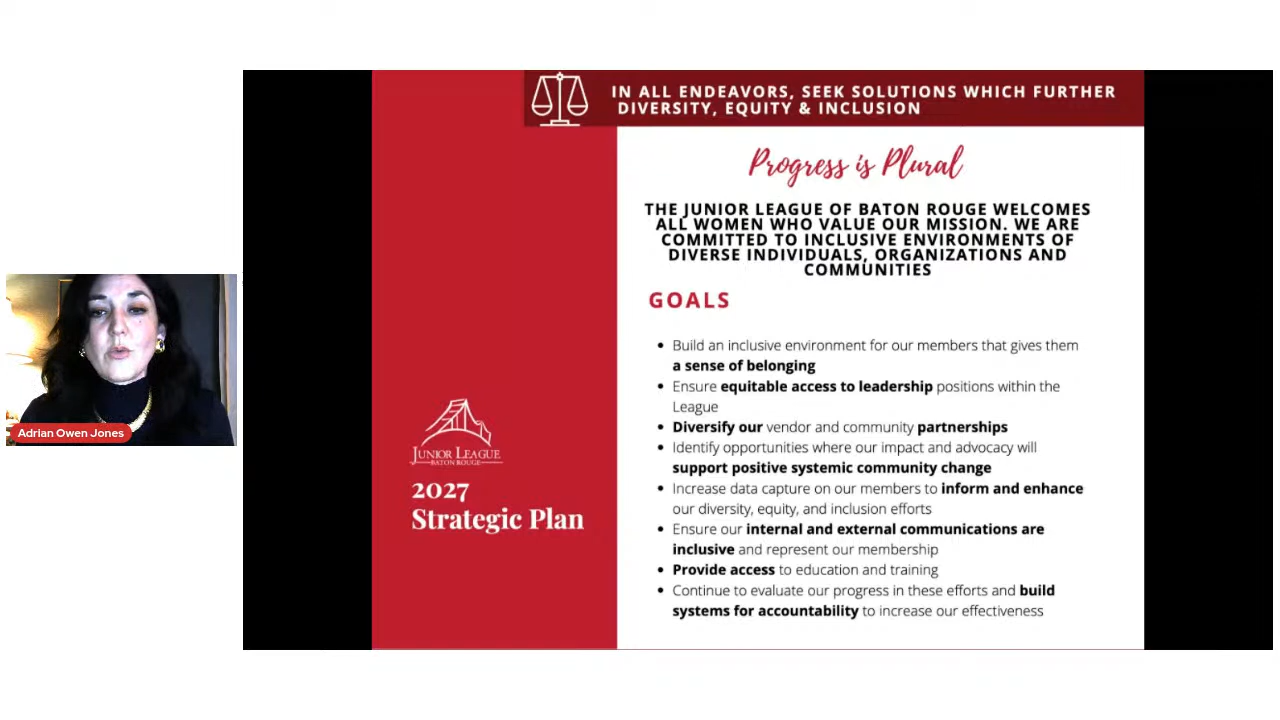 IN ALL ENDEAVORS, SEEK SOLUTIONS WHICH FURTHER
DIVERSITY, EQUITY & INCLUSION
Progress is Plural
THE JUNIOR LEAGUE OF BATON ROUGE WELCOMES
ALL WOMEN WHO VALUE OUR MISSION. WE ARE
COMMITTED TO INCLUSIVE ENVIRONMENTS OF
DIVERSE INDIVIDUALS, ORGANIZATIONS AND
COMMUNITIES
GOALS
• Build an inclusive environment for our members that gives them
a sense of belonging
• Ensure equitable access to leadership positions within the
League
• Diversify our vendor and community partnerships
• Identify opportunities where our impact and advocacy will
support positive systemic community change
• Increase data capture on our members to inform and enhance
our diversity, equity, and inclusion efforts
• Ensure our internal and external communications are
inclusive and represent our membership
• Provide access to education and training
• Continue to evaluate our progress in these efforts and build
systems for accountability to increase our effectiveness
JUNIOR LEAGUE
BATON ROUGE
2027
Strategic Plan
Adrian Owen Jones